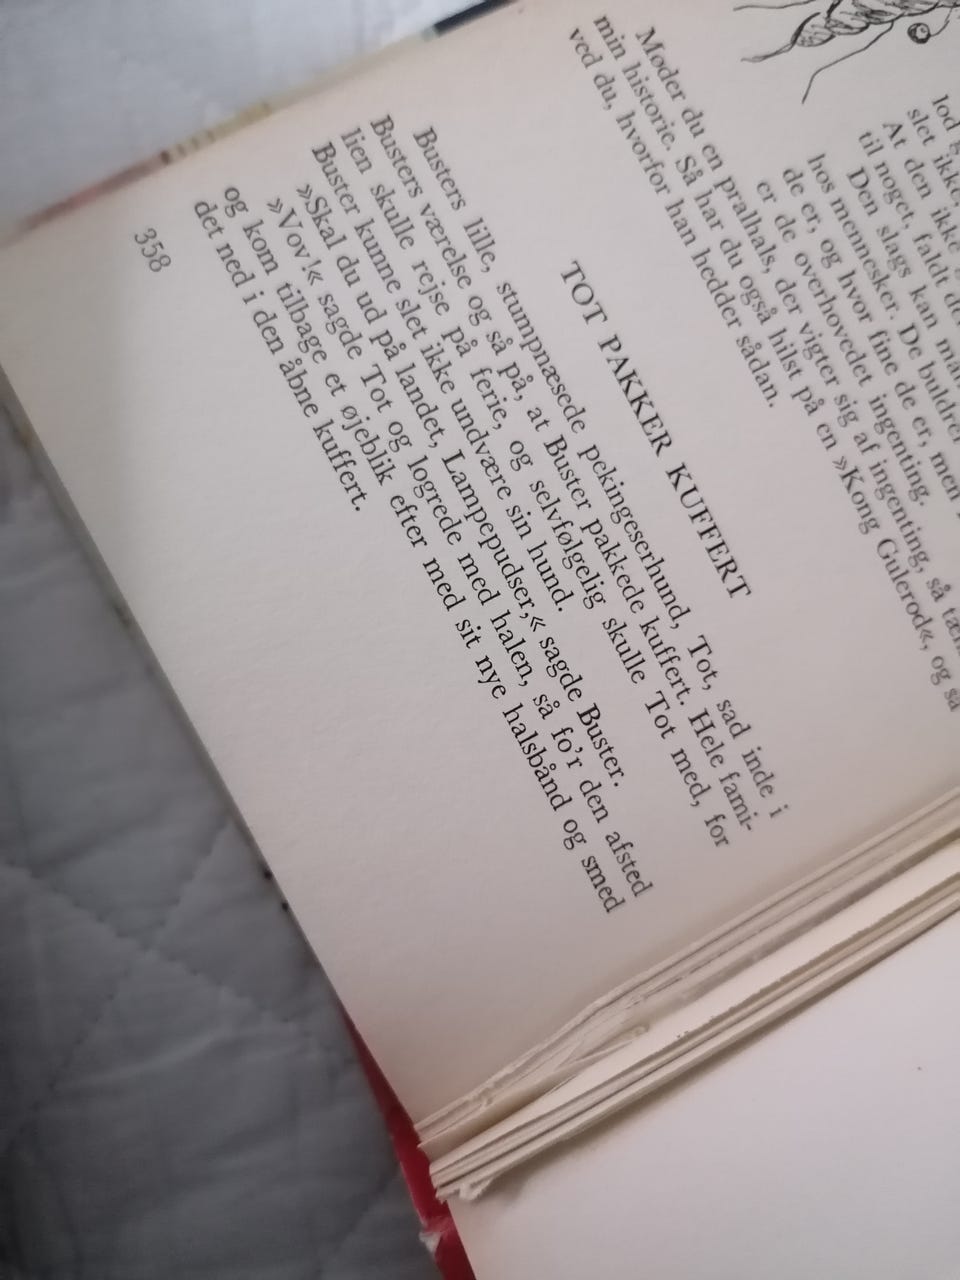 slet ikke,
At den ikke
til noget, faldt
Den slags kan
hos mennesker. De buldrer
de er, og hvor fine de er, men
er de overhovedet ingenting.
Møder du en pralhals, der vigter sig af ingenting, så
min historie. Så har du også hilst på en »Kong Gulerod«, og så
ved du, hvorfor han hedder sådan.
TOT PAKKER KUFFERT
Busters lille, stumpnæsede pekingeserhund, Tot, sad inde i
Busters værelse og så på, at Buster pakkede kuffert. Hele fami-
lien skulle rejse på ferie, og selvfølgelig skulle Tot med, for
Buster kunne slet ikke undvære sin hund.
»Skal du ud på landet, Lampepudser,« sagde Buster.
»Vov!« sagde Tot og logrede med halen, så fo'r den afsted
og kom tilbage et øjeblik efter med sit nye halsbånd og smed
det ned i den åbne kuffert.
358